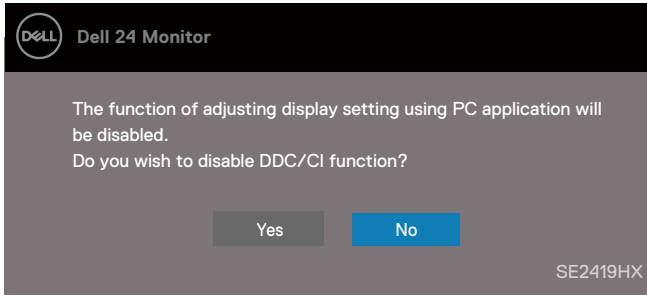 DELL
Dell 24 Monitor
The function of adjusting display setting using PC application will
be disabled.
Do you wish to disable DDC/CI function?
Yes No
SE2419HX